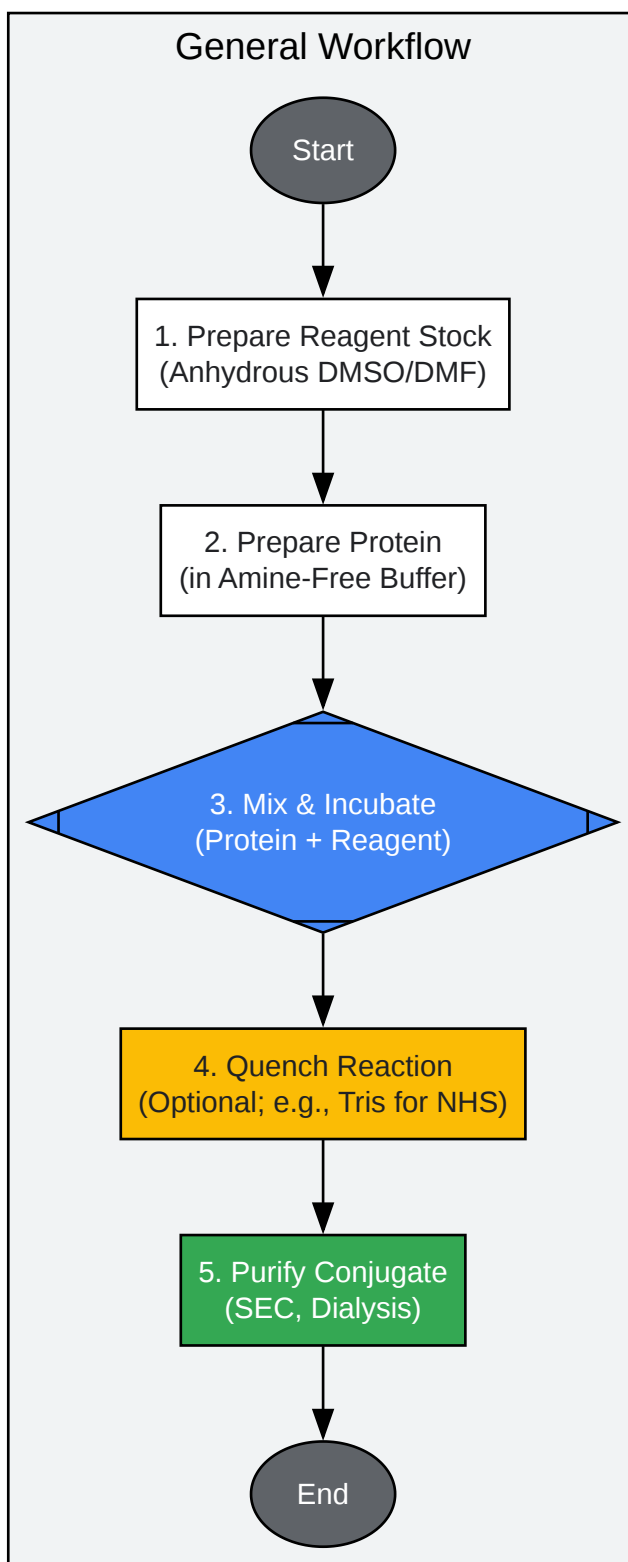 General Workflow
Start
1. Prepare Reagent Stock
(Anhydrous DMSO/DMF)
2. Prepare Protein
(in Amine-Free Buffer)
3. Mix & Incubate
(Protein + Reagent)
4. Quench Reaction
(Optional; e.g., Tris for NHS)
5. Purify Conjugate
(SEC, Dialysis)
End